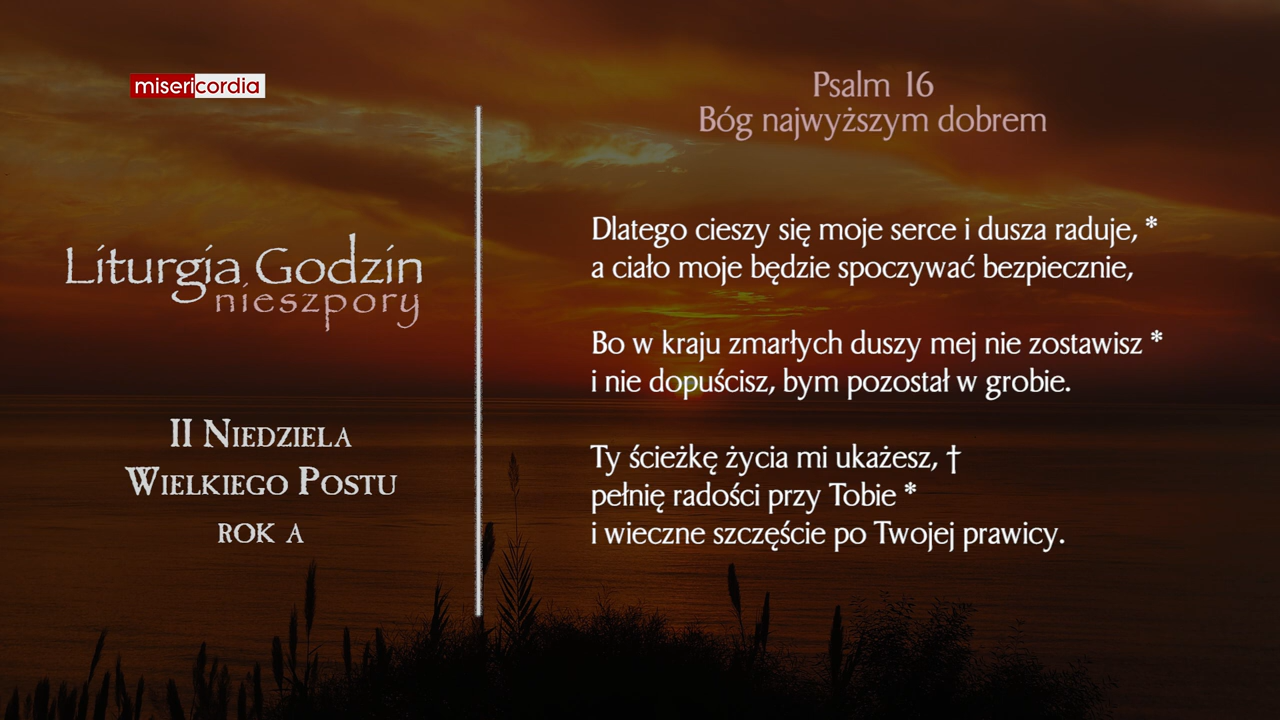 misericordia
Liturgia Godzin
nieszpory
II Niedziela
Wielkiego Postu
rok A
Psalm 16
Bóg najwyższym dobrem
Dlatego cieszy się moje serce i dusza raduje, *
a ciało moje będzie spoczywać bezpiecznie,
Bo w kraju zmarłych duszy mej nie zostawisz *
i nie dopuścisz, bym pozostał w grobie.
Ty ścieżkę życia mi ukażesz, †
pełnię radości przy Tobie *
i wieczne szczęście po Twojej prawicy.